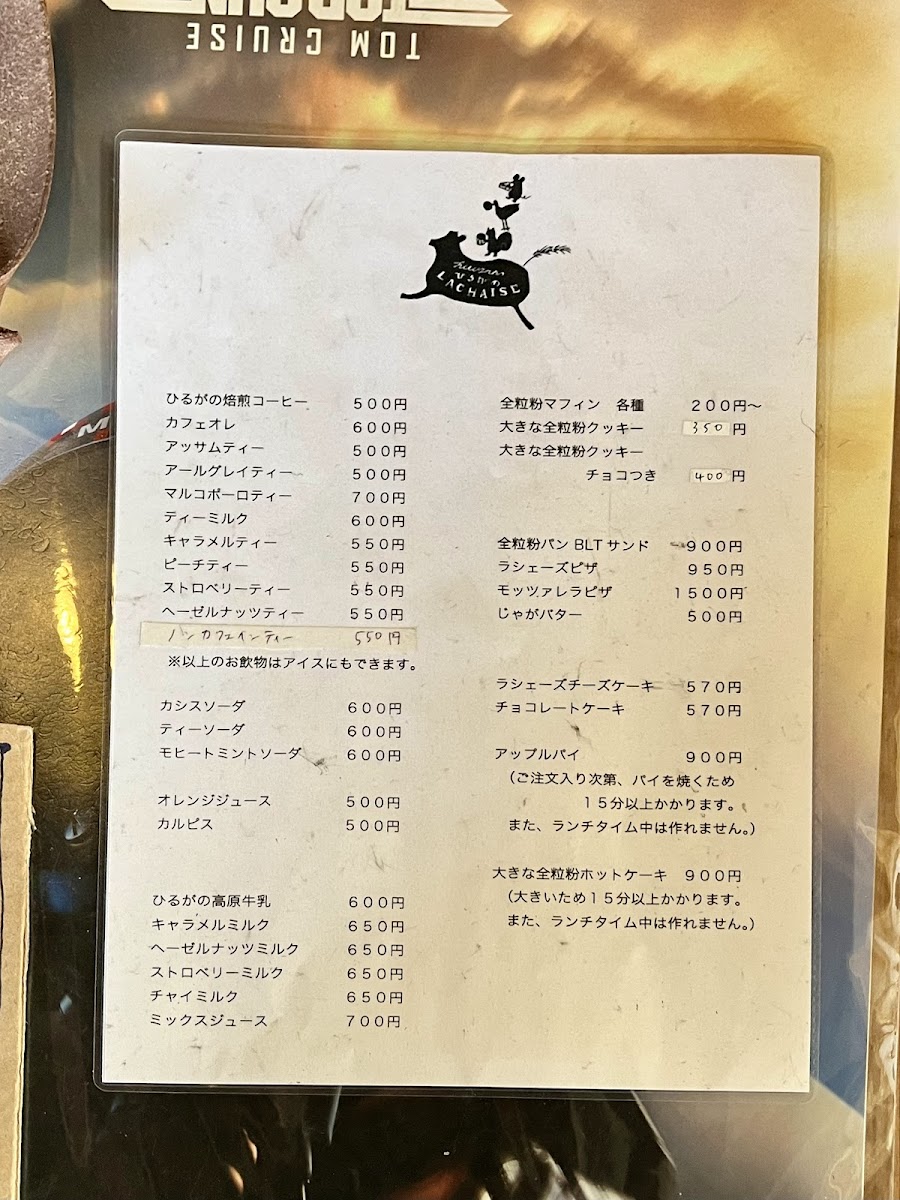 TOM CRUISE
ひるがの
LACHAISE
ひるがの焙煎コーヒー 500円
カフェオレ 600円
アッサムティー 500円
アールグレイティー 500円
マルコポーロティー 700円
ティーミルク 600円
キャラメルティー 550円
ピーチティー 550円
ストロベリーティー 550円
ヘーゼルナッツティー 550円
ノンカフェインティー 550円
※以上のお飲物はアイスにもできます。
カシスソーダ 600円
ティーソーダ 600円
モヒートミントソーダ 600円
オレンジジュース 500円
カルピス 500円
ひるがの高原牛乳 600円
キャラメルミルク 650円
ヘーゼルナッツミルク 650円
ストロベリーミルク 650円
チャイミルク 650円
ミックスジュース 700円
全粒粉マフィン 各種 200円〜
大きな全粒粉クッキー 350円
大きな全粒粉クッキー
チョコつき 400円
全粒粉パン BLTサンド 900円
ラシェーズピザ 950円
モッツァレラピザ 1500円
じゃがバター 500円
ラシェーズチーズケーキ 570円
チョコレートケーキ 570円
アップルパイ 900円
（ご注文入り次第、パイを焼くため
15分以上かかります。
また、ランチタイム中は作れません。）
大きな全粒粉ホットケーキ 900円
（大きいため15分以上かかります。
また、ランチタイム中は作れません。）